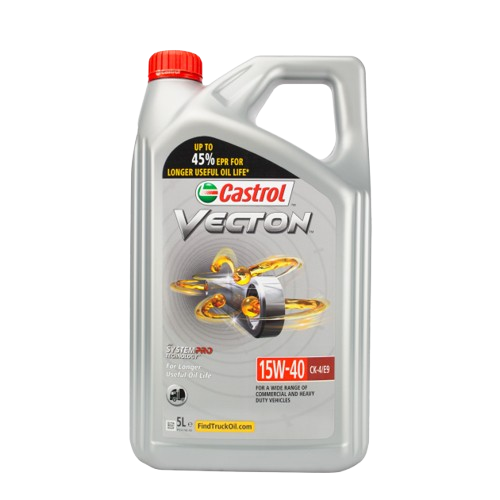 UP TO
45% EPR FOR
LONGER USEFUL OIL LIFE*
Castrol
VECTON
SYSTEM PRO
TECHNOLOGY
For Longer
Useful Oil Life
15W-40 CK-4/E9
FOR A WIDE RANGE OF
COMMERCIAL AND HEAVY
DUTY VEHICLES
5L e
FindTruckOil.com